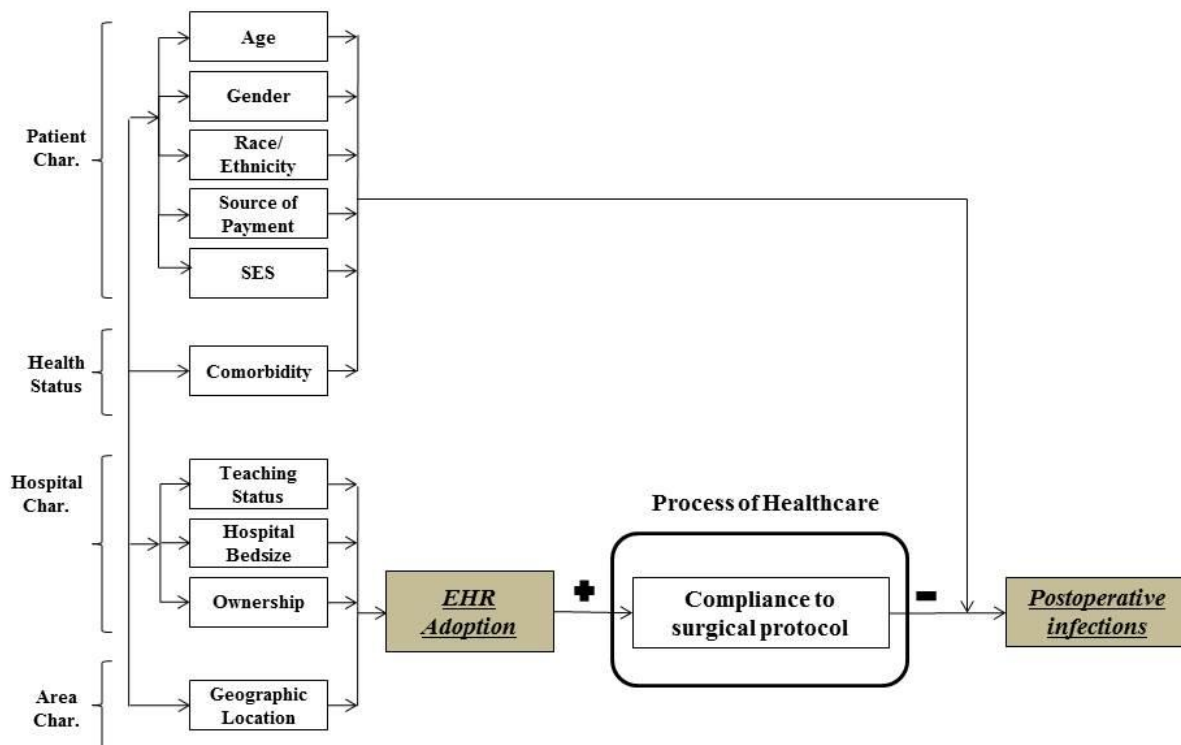 Patient
Char.
Age
Gender
Race/
Ethnicity
Source of
Payment
SES
Health
Status
Comorbidity
Hospital
Char.
Teaching
Status
Hospital
Bedsize
Ownership
Area
Char.
Geographic
Location
EHR
Adoption
+
Process of Healthcare
Compliance to
surgical protocol
-
Postoperative
infections